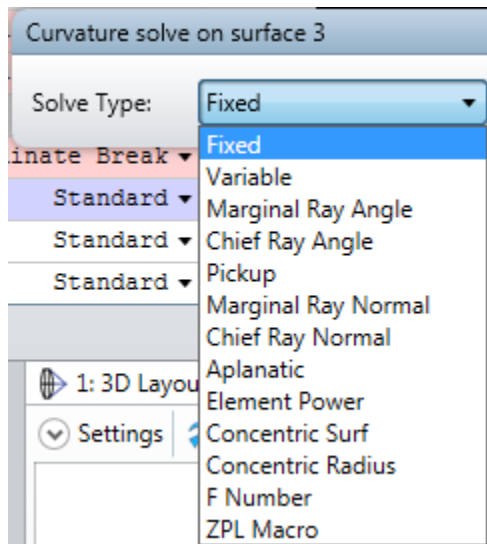 Curvature solve on surface 3
Solve Type: Fixed
Fixed
inate Break
Variable
Standard
Marginal Ray Angle
Standard
Chief Ray Angle
Standard
Pickup
Marginal Ray Normal
Chief Ray Normal
Aplanatic
1: 3D Layou
Element Power
Settings
Concentric Surf
Concentric Radius
F Number
ZPL Macro